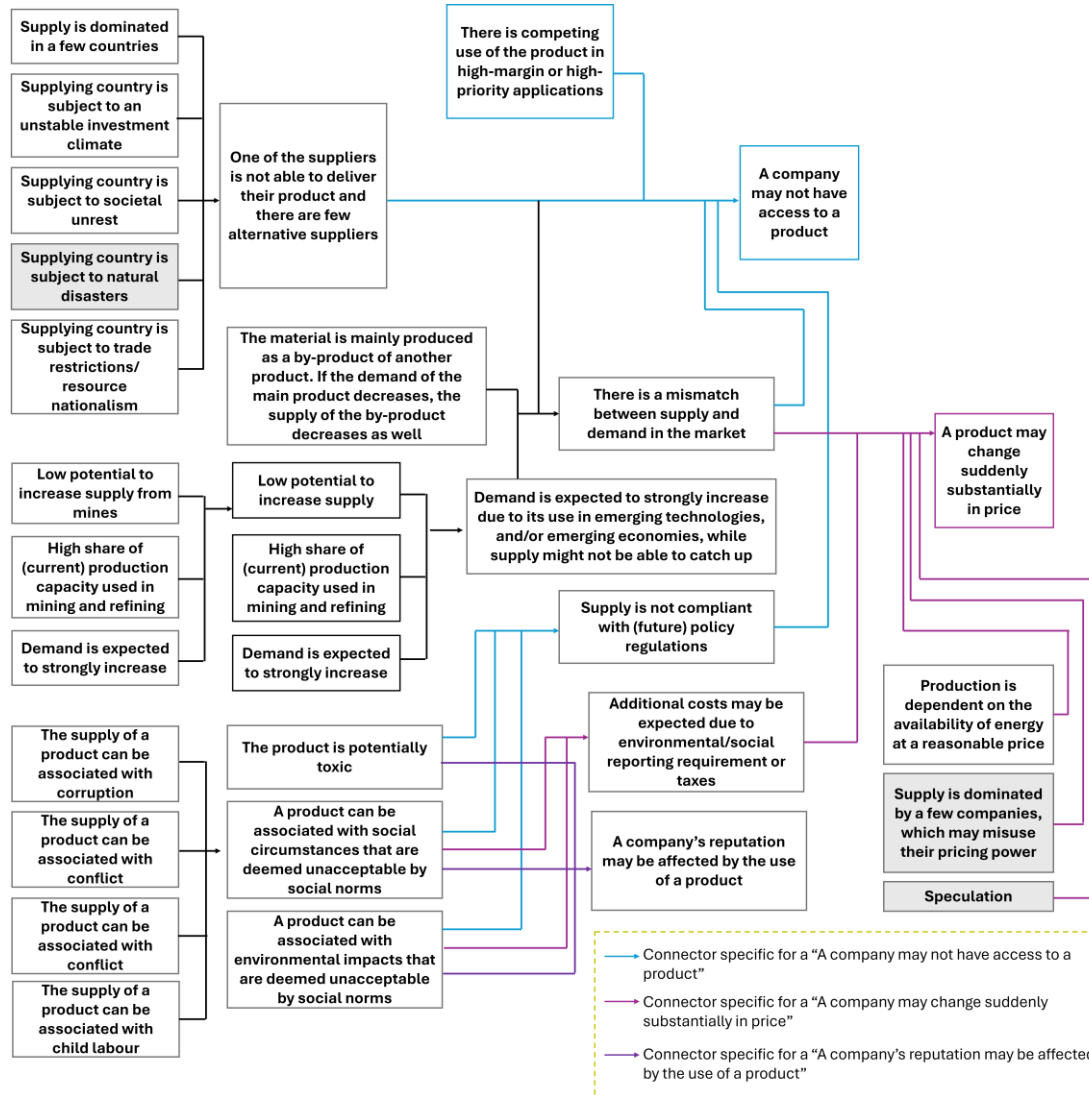 Supply is dominated
in a few countries
Supplying country is
subject to an
unstable investment
climate
Supplying country is
subject to societal
unrest
Supplying country is
subject to natural
disasters
Supplying country is
subject to trade
restrictions/
resource
nationalism
One of the suppliers
is not able to deliver
their product and
there are few
alternative suppliers
There is competing
use of the product in
high-margin or high-
priority applications
A company
may not have
access to a
product
The material is mainly produced
as a by-product of another
product. If the demand of the
main product decreases, the
supply of the by-product
decreases as well
There is a mismatch
between supply and
demand in the market
A product may
change
suddenly
substantially
in price
Low potential to
increase supply from
mines
High share of
(current) production
capacity used in
mining and refining
Demand is expected
to strongly increase
Low potential to
increase supply
High share of
(current) production
capacity used in
mining and refining
Demand is expected
to strongly increase
Demand is expected to strongly increase
due to its use in emerging technologies,
and/or emerging economies, while
supply might not be able to catch up
Supply is not compliant
with (future) policy
regulations
Additional costs may be
expected due to
environmental/social
reporting requirement or
taxes
Production is
dependent on the
availability of energy
at a reasonable price
Supply is dominated
by a few companies,
which may misuse
their pricing power
Speculation
The supply of a
product can be
associated with
corruption
The supply of a
product can be
associated with
conflict
The supply of a
product can be
associated with
conflict
The supply of a
product can be
associated with
child labour
The product is potentially
toxic
A product can be
associated with social
circumstances that are
deemed unacceptable by
social norms
A product can be
associated with
environmental impacts that
are deemed unacceptable
by social norms
A company's reputation
may be affected by the use
of a product
Connector specific for a “A company may not have access to a
product”
Connector specific for a “A company may change suddenly
substantially in price”
Connector specific for a “A company’s reputation may be affected
by the use of a product”